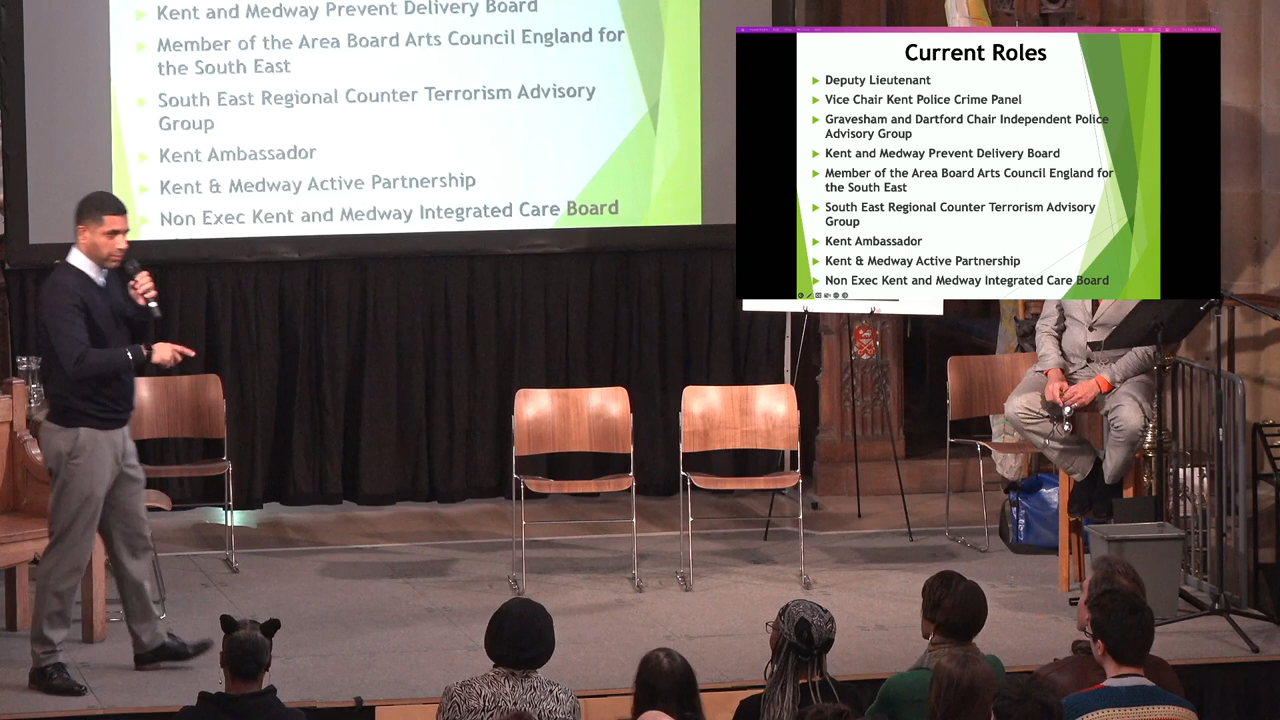 Kent and Medway Prevent Delivery Board
Member of the Area Board Arts Council England for
the South East
South East Regional Counter Terrorism Advisory
Group
Kent Ambassador
Kent & Medway Active Partnership
Non Exec Kent and Medway Integrated Care Board
Current Roles
Deputy Lieutenant
Vice Chair Kent Police Crime Panel
Gravesham and Dartford Chair Independent Police
Advisory Group
Kent and Medway Prevent Delivery Board
Member of the Area Board Arts Council England for
the South East
South East Regional Counter Terrorism Advisory
Group
Kent Ambassador
Kent & Medway Active Partnership
Non Exec Kent and Medway Integrated Care Board